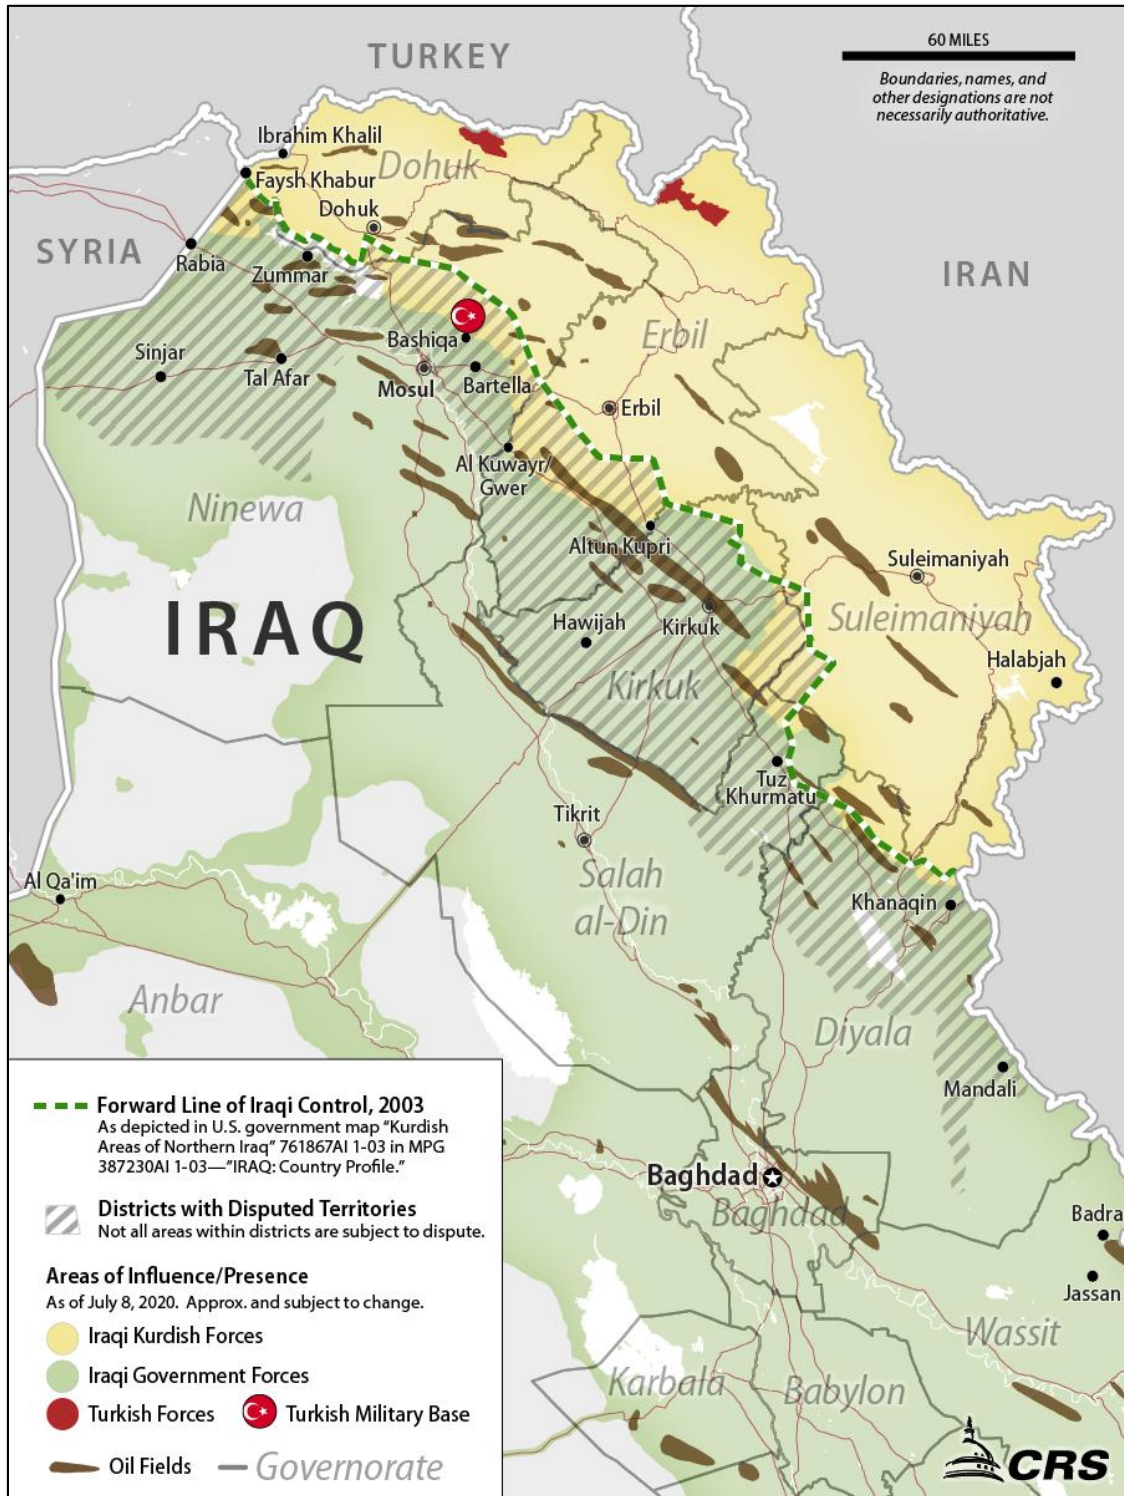 TURKEY
60 MILES
Boundaries, names, and
other designations are not
necessarily authoritative.
Ibrahim Khalil
Dohuk
Faysh Khabur
Dohuk
SYRIA
Rabia
Zummar
IRAN
Erbil
Bashiqa
Sinjar
Tal Afar
Mosul
Bartella
Erbil
Al Kuwayr/
Gwer
Ninewa
Altun Kupri
Suleimaniyah
IRAQ
Hawijah
Kirkuk
Suleimaniyah
Halabjah
Kirkuk
Tuz
Khurmatu
Tikrit
Salah
al-Din
Al Qa'im
Khanaqin
Anbar
Diyala
Mandali
Baghdad
Baghdad
Badra
Jassan
Wassit
Karbala
Babylon
Forward Line of Iraqi Control, 2003
As depicted in U.S. government map “Kurdish
Areas of Northern Iraq” 761867AI 1-03 in MPG
387230AI 1-03—”IRAQ: Country Profile.”
Districts with Disputed Territories
Not all areas within districts are subject to dispute.
Areas of Influence/Presence
As of July 8, 2020. Approx. and subject to change.
Iraqi Kurdish Forces
Iraqi Government Forces
Turkish Forces
Turkish Military Base
Oil Fields
Governorate
CRS